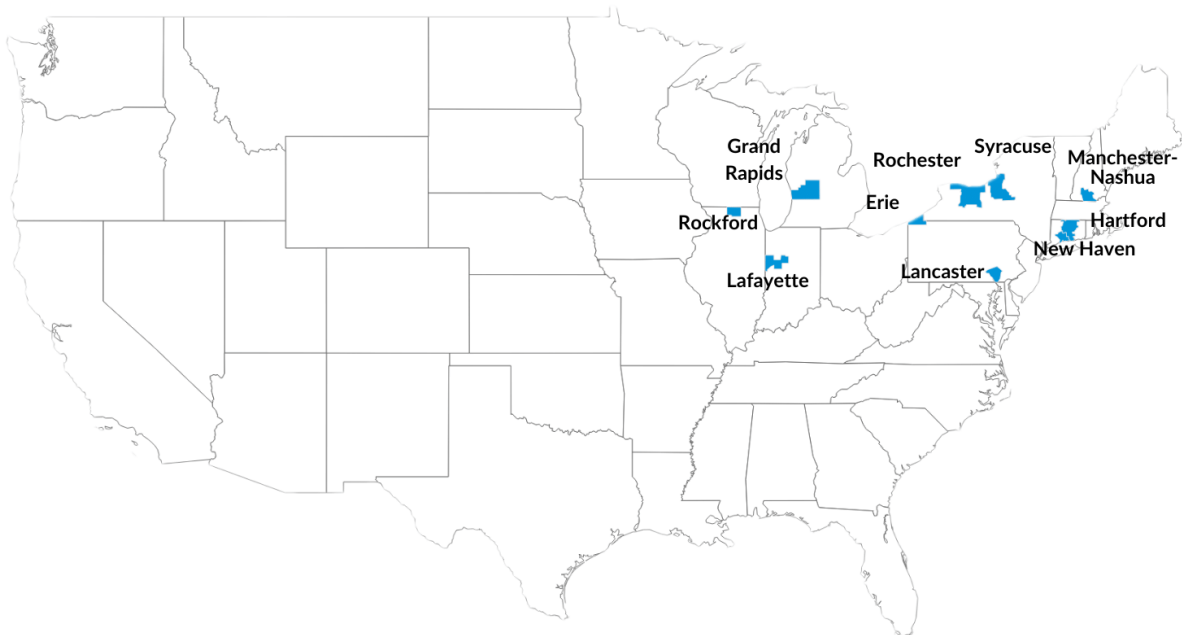 Grand
Rapids
Rochester
Syracuse
Manchester-
Nashua
Erie
Rockford
Hartford
New Haven
Lafayette
Lancaster